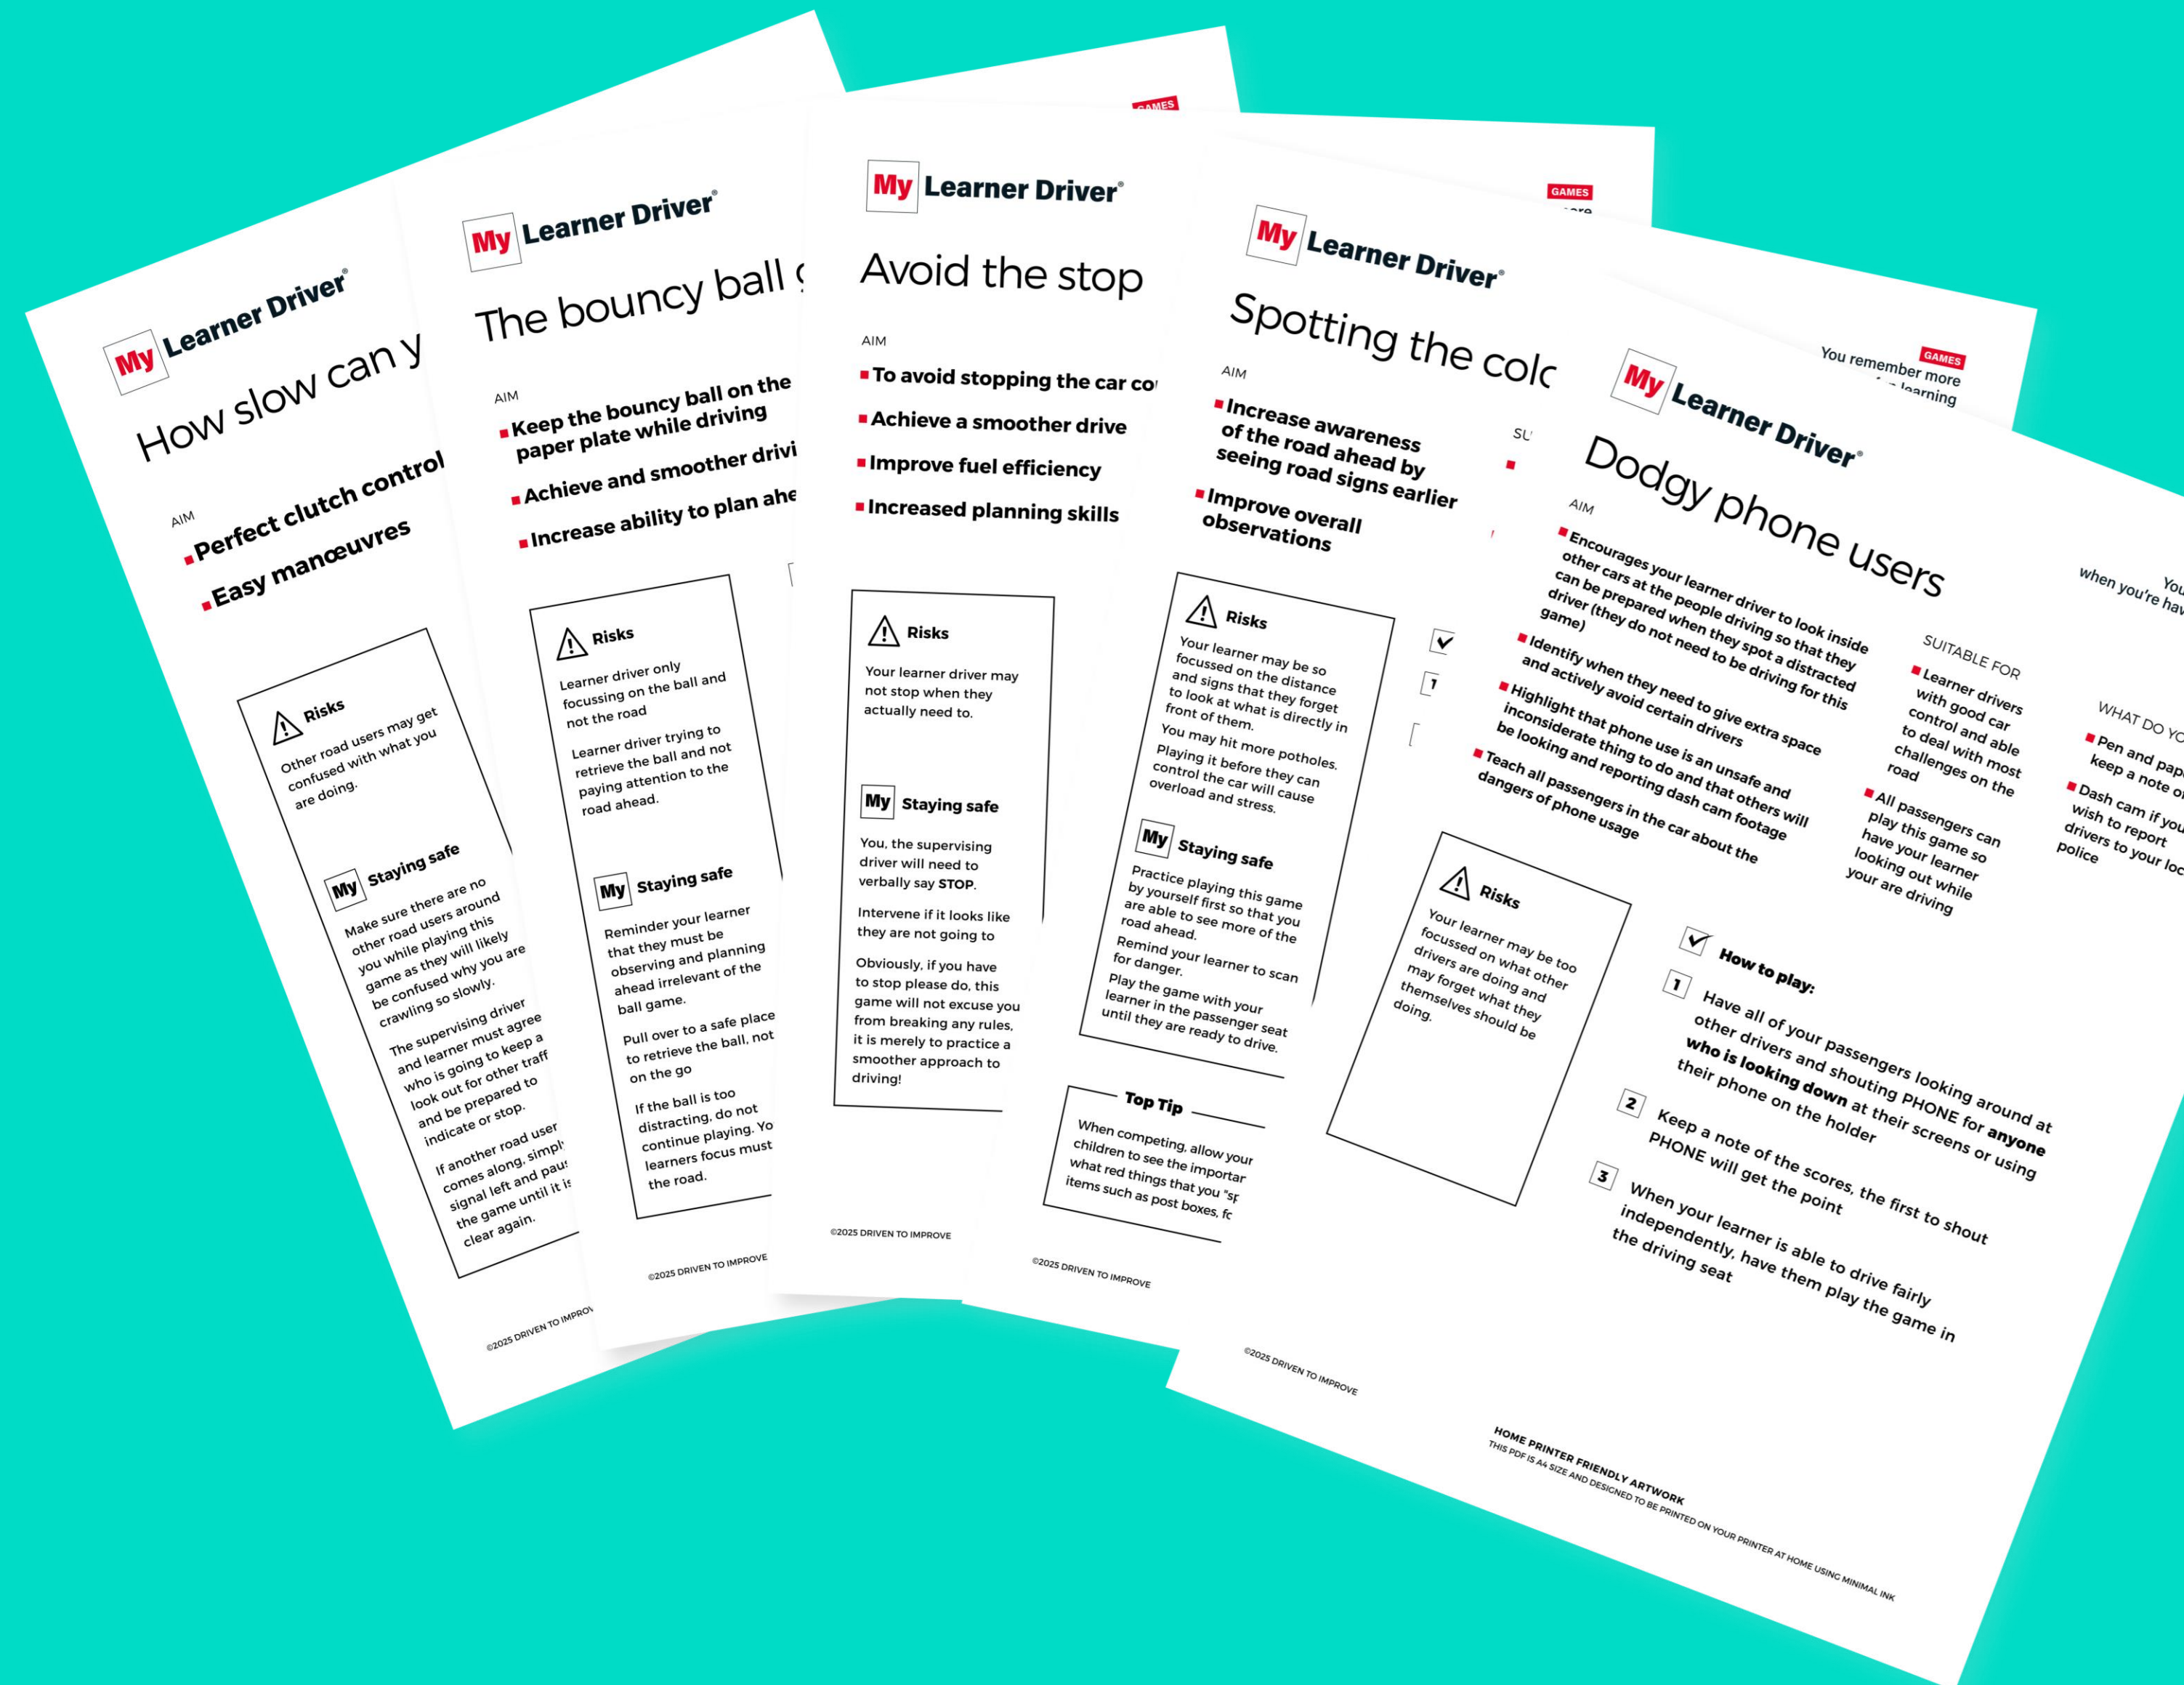 My Learner Driver®
How slow can y
AIM
Perfect clutch control
Easy manœuvres
Risks
Other road users may get
confused with what you
are doing.
My Staying safe
Make sure there are no
other road users around
you while playing this
game as they will likely
be confused why you are
crawling so slowly.
The supervising driver
and learner must agree
who is going to keep a
look out for other traff
and be prepared to
indicate or stop.
If another road user
comes along, simply
signal left and paus
the game until it is
clear again.
©2025 DRIVEN TO IMPROV
GAMES
My Learner Driver®
The bouncy ball g
AIM
Keep the bouncy ball on the
paper plate while driving
Achieve and smoother drivi
Increase ability to plan ahe
Risks
Learner driver only
focussing on the ball and
not the road
Learner driver trying to
retrieve the ball and not
paying attention to the
road ahead.
My Staying safe
Reminder your learner
that they must be
observing and planning
ahead irrelevant of the
ball game.
Pull over to a safe place
to retrieve the ball, not
on the go
If the ball is too
distracting, do not
continue playing. Yo
learners focus must
the road.
©2025 DRIVEN TO IMPROVE
GAMES
My Learner Driver®
Avoid the stop
AIM
To avoid stopping the car co
Achieve a smoother drive
Improve fuel efficiency
Increased planning skills
Risks
Your learner driver may
not stop when they
actually need to.
My Staying safe
You, the supervising
driver will need to
verbally say STOP.
Intervene if it looks like
they are not going to
Obviously, if you have
to stop please do, this
game will not excuse you
from breaking any rules,
it is merely to practice a
smoother approach to
driving!
©2025 DRIVEN TO IMPROVE
GAMES
You remember more
learning
My Learner Driver®
Spotting the colo
AIM
Increase awareness
of the road ahead by
seeing road signs earlier
Improve overall
observations
SU
Risks
Your learner may be so
focussed on the distance
and signs that they forget
to look at what is directly in
front of them.
You may hit more potholes.
Playing it before they can
control the car will cause
overload and stress.
My Staying safe
Practice playing this game
by yourself first so that you
are able to see more of the
road ahead.
Remind your learner to scan
for danger.
Play the game with your
learner in the passenger seat
until they are ready to drive.
1
Top Tip
When competing, allow your
children to see the importan
what red things that you "sp
items such as post boxes, fo
©2025 DRIVEN TO IMPROVE
You
when you're hav
My Learner Driver®
Dodgy phone users
AIM
Encourages your learner driver to look inside
other cars at the people driving so that they
can be prepared when they spot a distracted
driver (they do not need to be driving for this
game)
Identify when they need to give extra space
and actively avoid certain drivers
Highlight that phone use is an unsafe and
inconsiderate thing to do and that others will
be looking and reporting dash cam footage
Teach all passengers in the car about the
dangers of phone usage
SUITABLE FOR
Learner drivers
with good car
control and able
to deal with most
challenges on the
road
All passengers can
play this game so
have your learner
looking out while
your are driving
WHAT DO YO
Pen and pap
keep a note o
Dash cam if you
wish to report
drivers to your loc
police
Risks
Your learner may be too
focussed on what other
drivers are doing and
may forget what they
themselves should be
doing.
How to play:
1 Have all of your passengers looking around at
other drivers and shouting PHONE for anyone
who is looking down at their screens or using
their phone on the holder
2 Keep a note of the scores, the first to shout
PHONE will get the point
3 When your learner is able to drive fairly
independently, have them play the game in
the driving seat
©2025 DRIVEN TO IMPROVE
HOME PRINTER FRIENDLY ARTWORK
THIS PDF IS A4 SIZE AND DESIGNED TO BE PRINTED ON YOUR PRINTER AT HOME USING MINIMAL INK